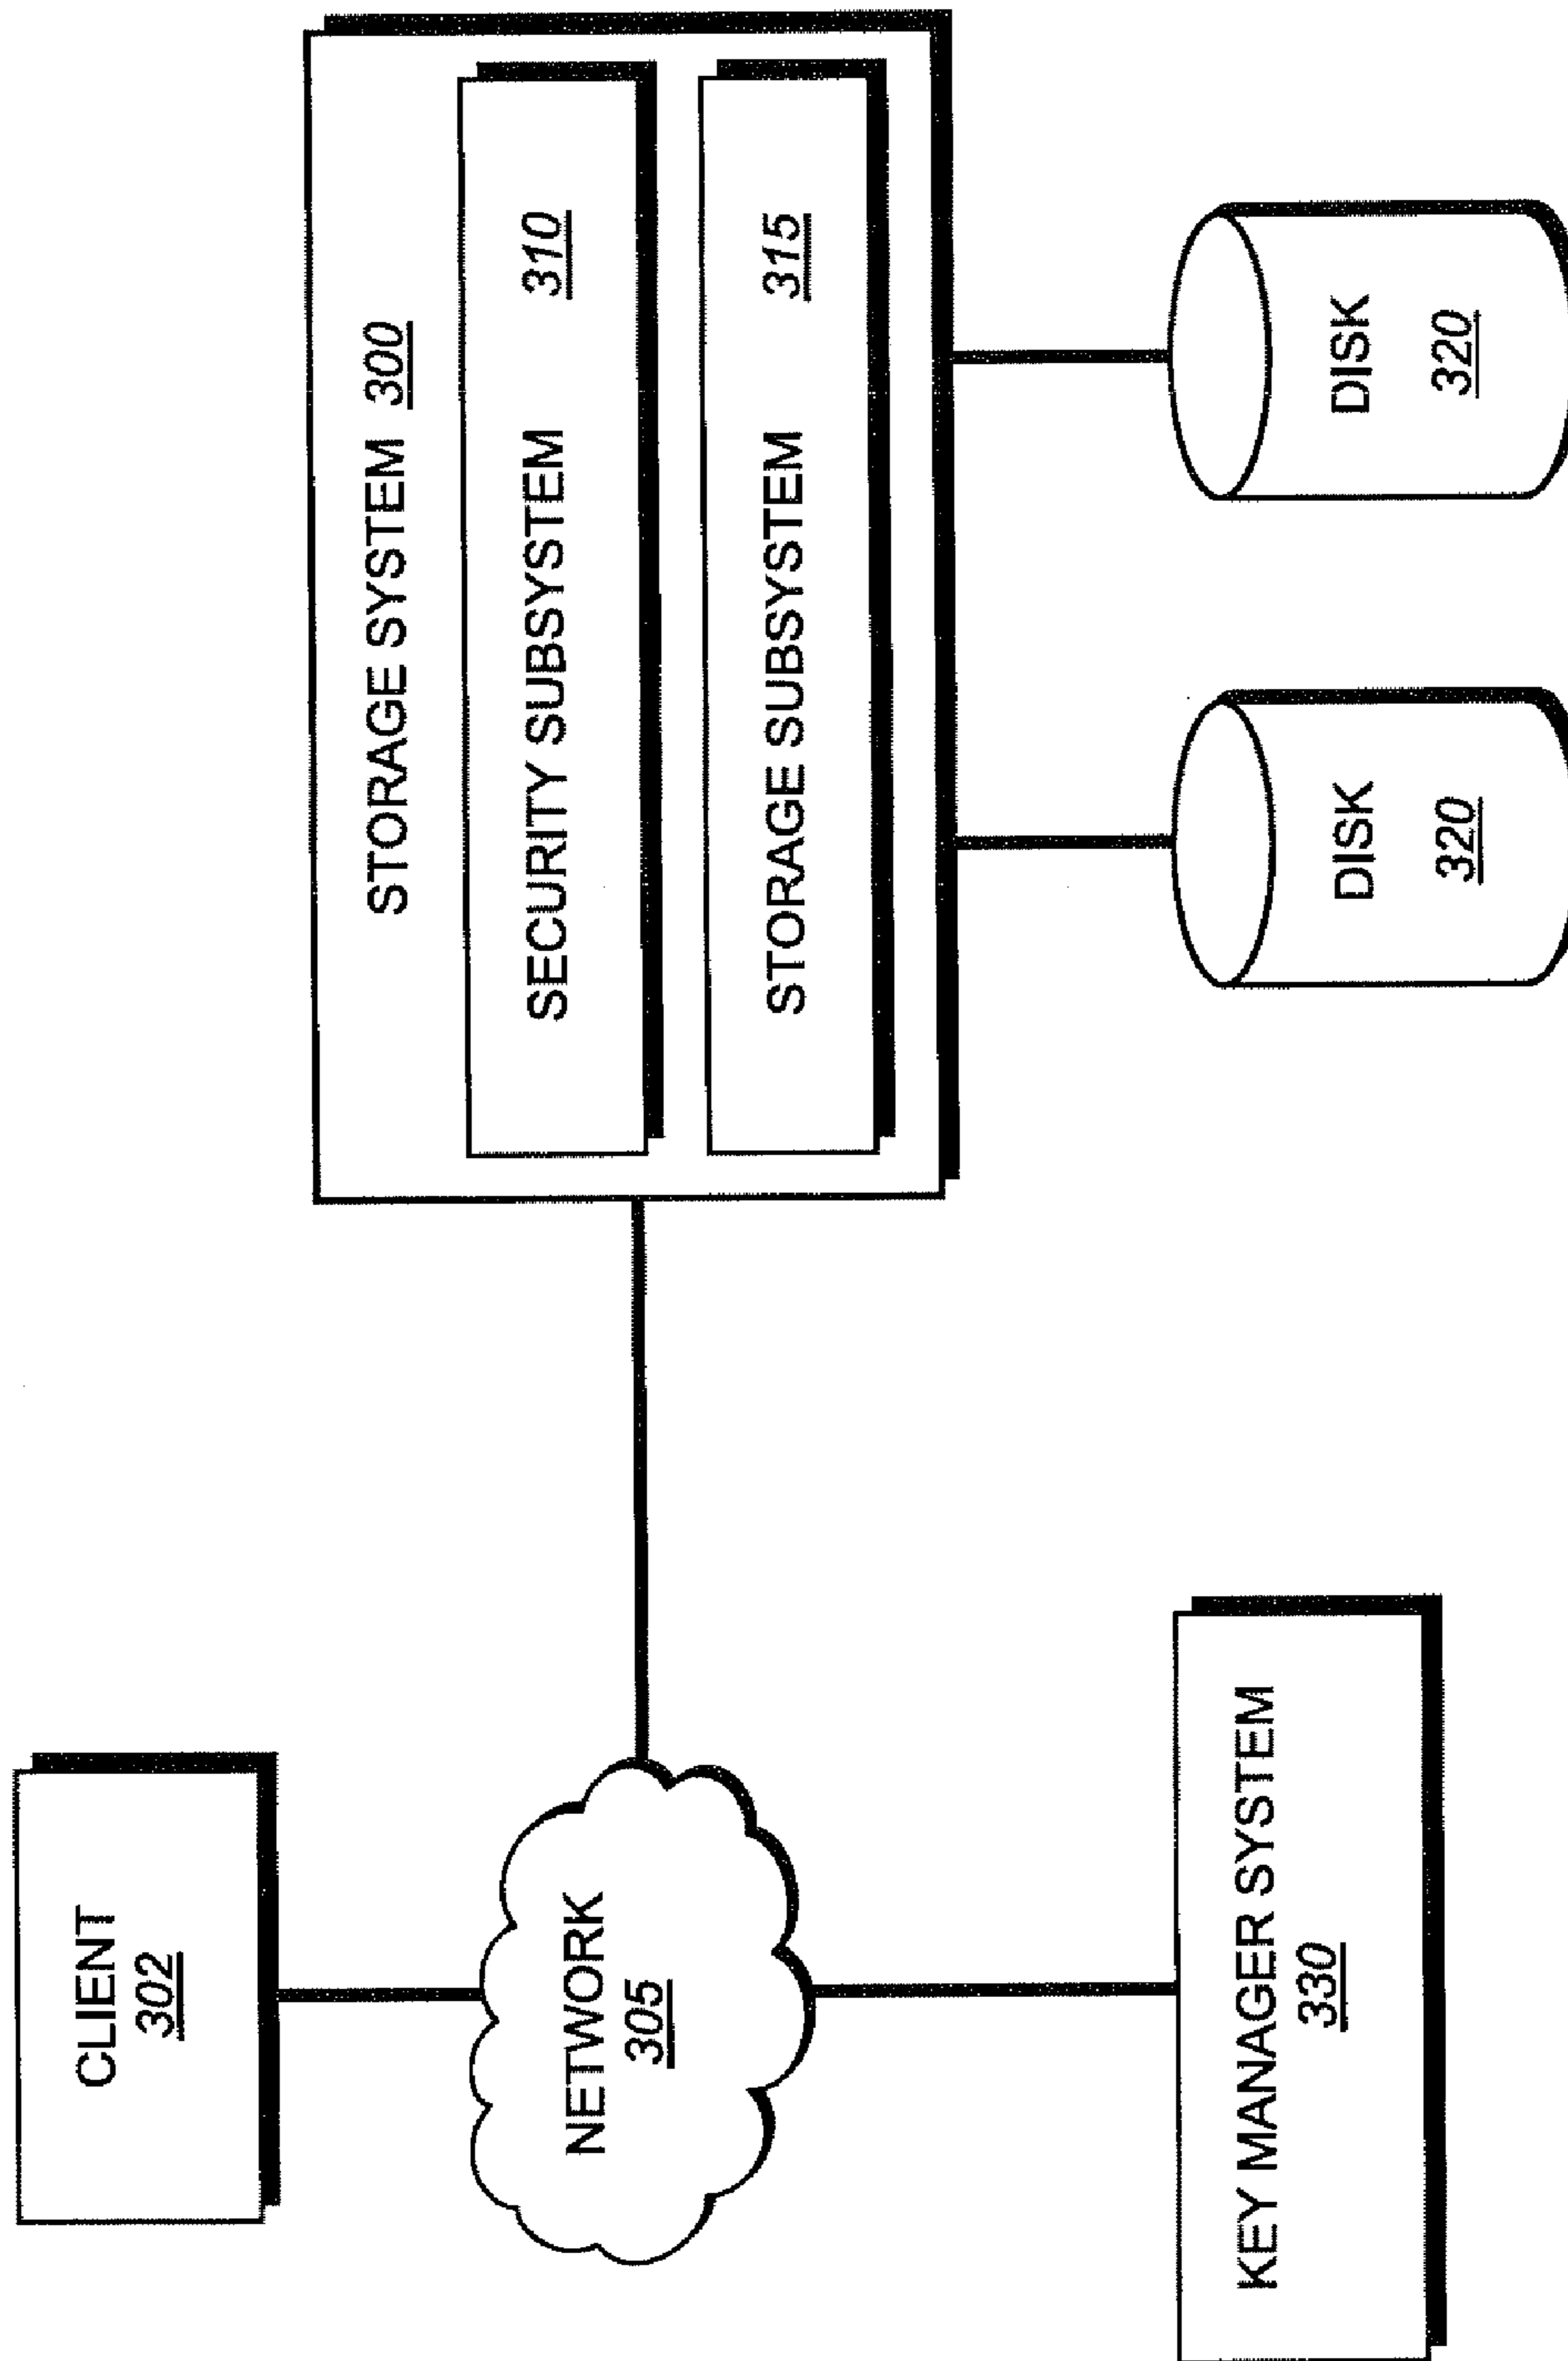 CLIENT
302
NETWORK
305
KEY MANAGER SYSTEM
330
STORAGE SYSTEM 300
SECURITY SUBSYSTEM 310
STORAGE SUBSYSTEM 315
DISK
320
DISK
320